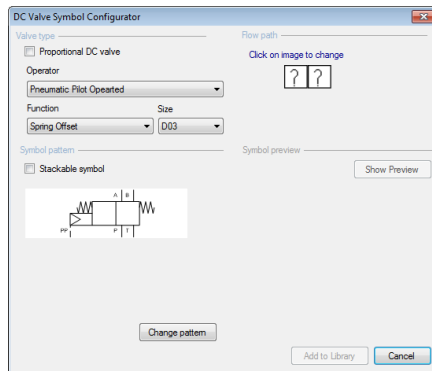 DC Valve Symbol Configurator
Valve type
Proportional DC valve
Operator
Pneumatic Pilot Opearted
Function
Size
Spring Offset
D03
Flow path
Click on image to change
? ?
Symbol pattern
Stackable symbol
A B
PP P T
Change pattern
Symbol preview
Show Preview
Add to Library
Cancel